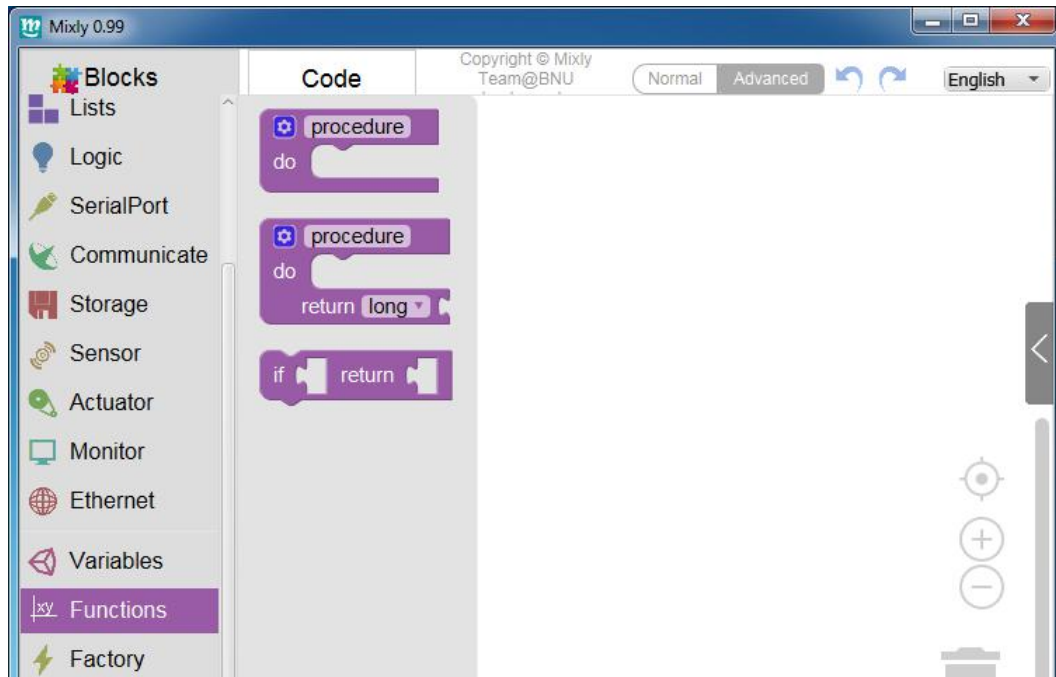 Mixly 0.99
Blocks
Code
Copyright © Mixly
Team@BNU
Normal
Advanced
English
Lists
Logic
SerialPort
Communicate
Storage
Sensor
Actuator
Monitor
Ethernet
Variables
xy Functions
Factory
procedure
do
procedure
do
return long
if return